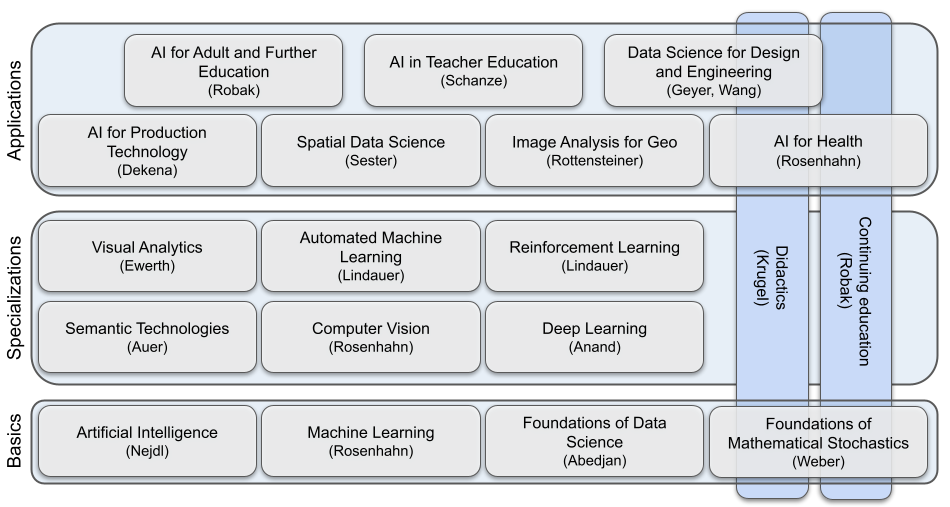 Applications
AI for Adult and Further
Education
(Robak)
AI in Teacher Education
(Schanze)
Data Science for Design
and Engineering
(Geyer, Wang)
AI for Production
Technology
(Dekena)
Spatial Data Science
(Sester)
Image Analysis for Geo
(Rottensteiner)
AI for Health
(Rosenhahn)
Specializations
Visual Analytics
(Ewerth)
Automated Machine
Learning
(Lindauer)
Reinforcement Learning
(Lindauer)
Semantic Technologies
(Auer)
Computer Vision
(Rosenhahn)
Deep Learning
(Anand)
Didactics
(Krugel)
Continuing education
(Robak)
Basics
Artificial Intelligence
(Nejdl)
Machine Learning
(Rosenhahn)
Foundations of Data
Science
(Abedjan)
Foundations of
Mathematical Stochastics
(Weber)